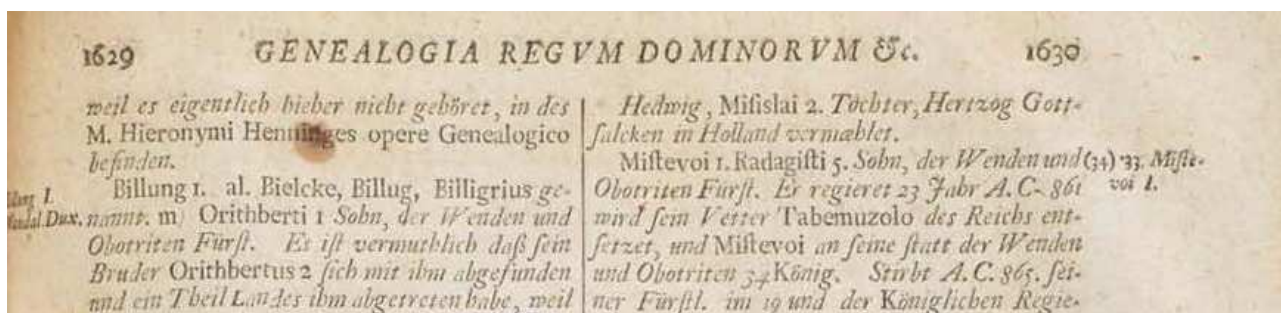 1629 GENEALOGIA REGVM DOMINORVM &c. 1630
weil es eigentlich hieher nicht gehöret, in des
M. Hieronymi Henninges opere Genealogico
befinden.
Billung 1. al. Bielcke, Billug, Billigrius ge-
nannt. m) Orithberti 1 Sohn, der Wenden und
Obotriten Fürst. Es ist vermuthlich daß sein
Bruder Orithbertus 2 sich mit ihm abgefunden
und ein Theil Landes ihm abgetreten habe, weil
I.
Dux.
Hedwig, Misislai 2. Tochter, Hertzog Gott-
salcken in Holland vermæhlet.
Mistevoi 1. Radagisti 5. Sohn, der Wenden und
Obotriten Fürst. Er regieret 23 Jahr A. C. 861
wird sein Vetter Tabemuzolo des Reichs ent-
setzet, und Mistevoi an seine statt der Wenden
und Obotriten 34 König. Stirbt A. C. 865. sei-
ner Fürstl. im 19 und der Königlichen Regie-
(34) 33. Miste-
voi 1.